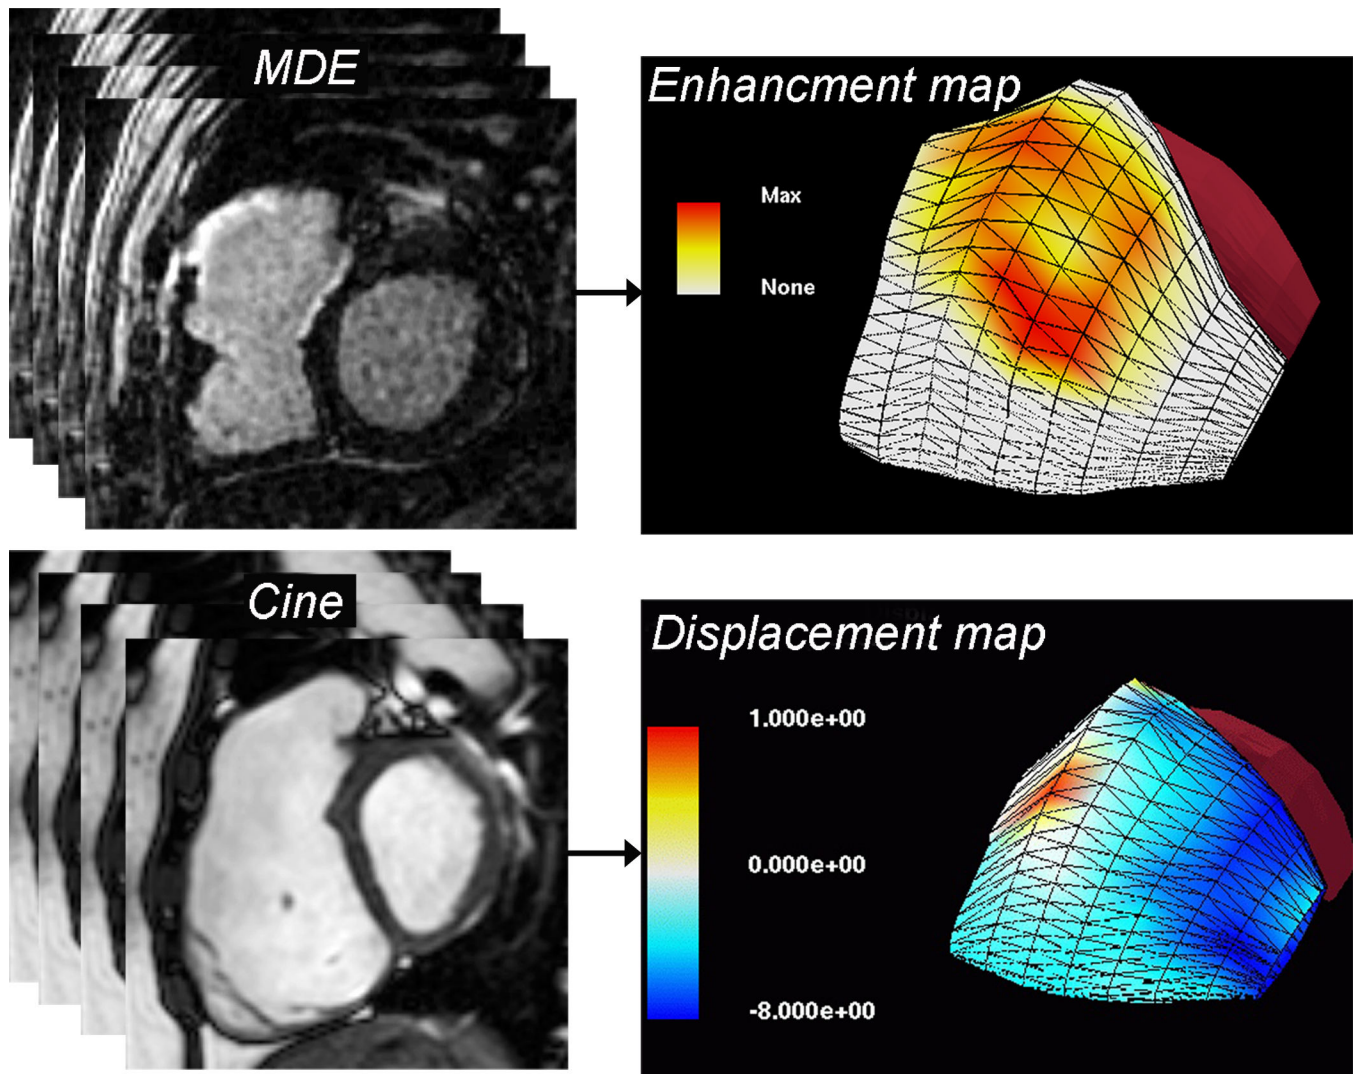 MDE
Enhancment map
Max
None
Cine
Displacement map
1.000e+00
0.000e+00
-8.000e+00